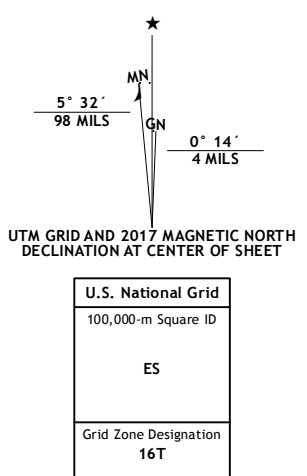 ★
MN
GN
5° 32´
98 MILS
0° 14´
4 MILS
UTM GRID AND 2017 MAGNETIC NORTH
DECLINATION AT CENTER OF SHEET
U.S. National Grid
100,000-m Square ID
ES
Grid Zone Designation
16T